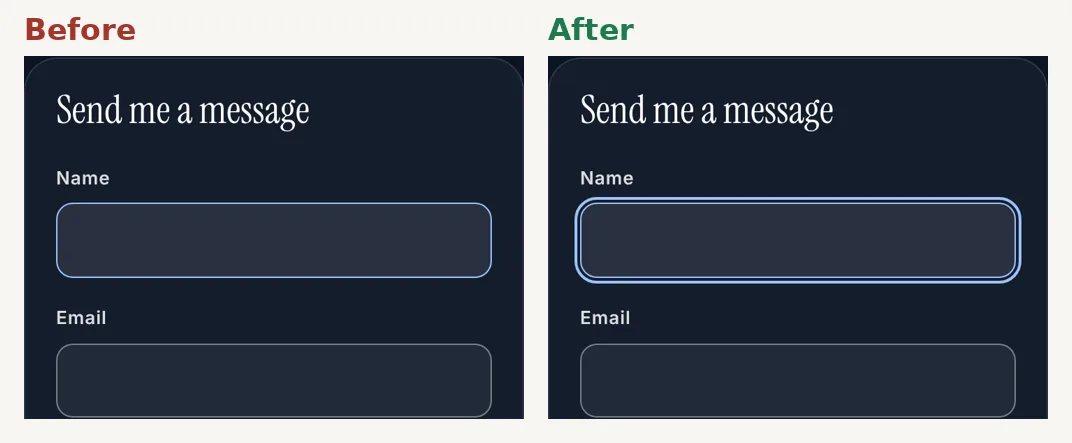 Before
After
Send me a message
Name
Email
Send me a message
Name
Email